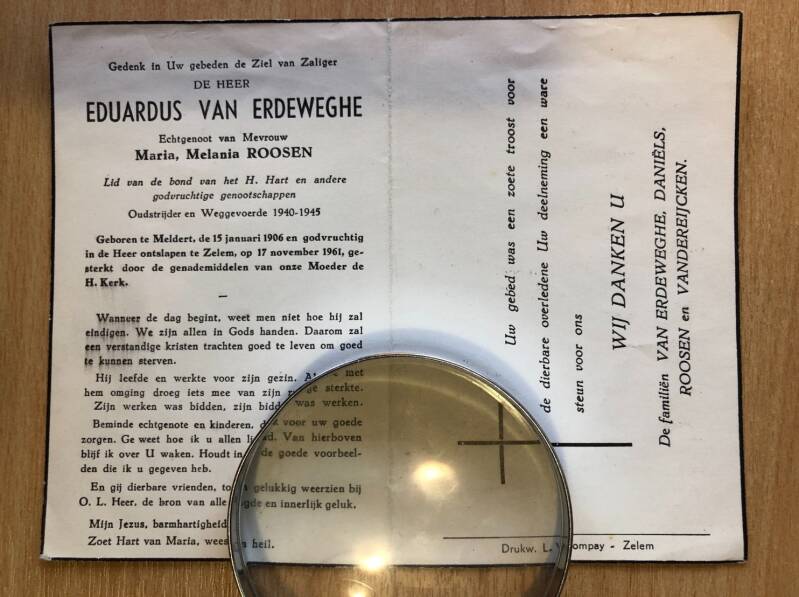 Gedenk in Uw gebeden de Ziel van Zaliger
DE HEER
EDUARDUS VAN ERDEWEGHE
Echtgenoot van Mevrouw
Maria, Melania ROOSEN
Lid van de bond van het H. Hart en andere
godvruchtige genootschappen
Oudstrijder en Weggevoerde 1940-1945
Geboren te Meldert, de 15 januari 1906 en godvruchtig
in de Heer ontslapen te Zelem, op 17 november 1961, ge-
sterkt door de genademiddelen van onze Moeder de
H. Kerk.
—
Wanneer de dag begint, weet men niet hoe hij zal
eindigen. We zijn allen in Gods handen. Daarom zal
een verstandige kristen trachten goed te leven om goed
te kunnen sterven.
Hij leefde en werkte voor zijn gezin. met
hem omging droeg iets mee van zijn sterkte.
Zijn werken was bidden, zijn was werken.
Beminde echtgenote en kinderen, voor uw goede
zorgen. Ge weet hoe ik u allen Van hierboven
blijf ik over U waken. Houdt in de goede voorbeel-
den die ik u gegeven heb.
En gij dierbare vrienden, gelukkig weerzien bij
O. L. Heer, de bron van alle en innerlijk geluk.
Mijn Jezus, barmhartigheid
Zoet Hart van Maria, heil.
Uw gebed was een zoete troost voor
de dierbare overledene Uw deelneming een ware
steun voor ons
WIJ DANKEN U
De familiën VAN ERDEWEGHE, DANIËLS,
ROOSEN en VANDEREIJCKEN.
Drukw. L. - Zelem